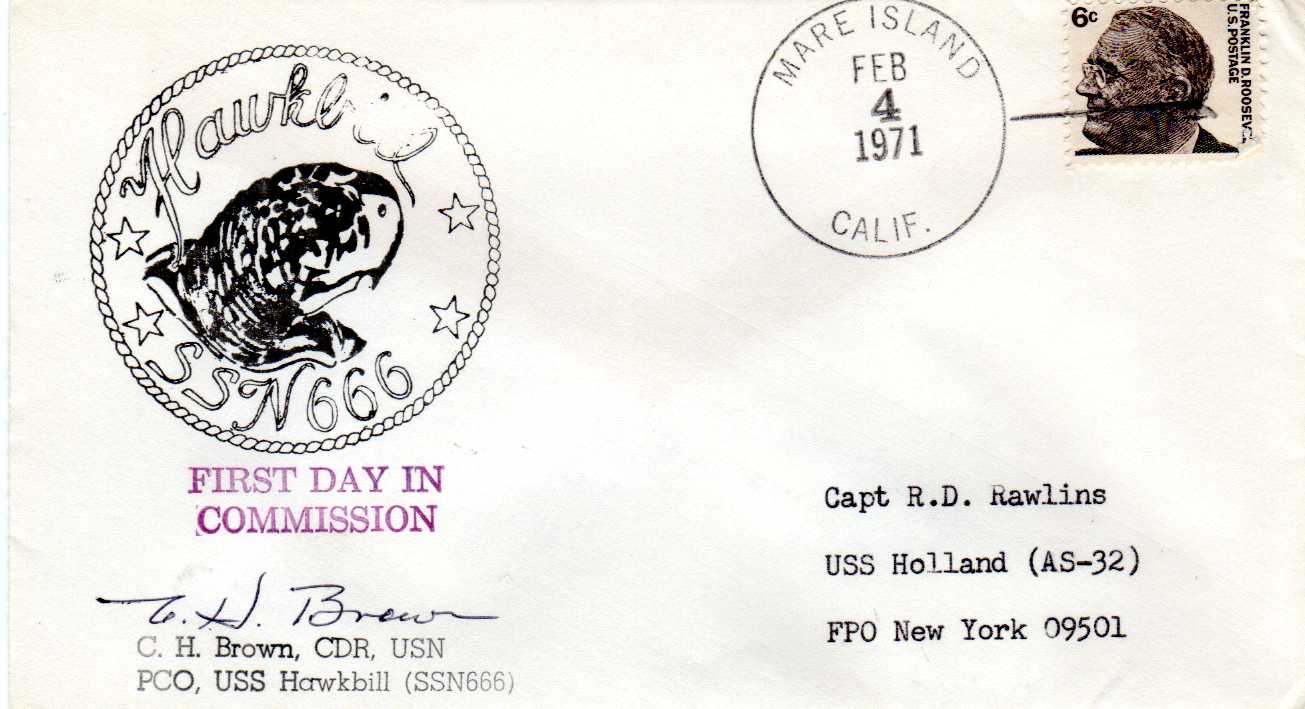 Hawkbill
SSN666
FIRST DAY IN
COMMISSION
C. H. Brown
C. H. Brown, CDR, USN
PCO, USS Hawkbill (SSN666)
MARE ISLAND
FEB
4
1971
CALIF.
6c
FRANKLIN D. ROOSEVELT
U.S. POSTAGE
Capt R.D. Rawlins
USS Holland (AS-32)
FPO New York 09501